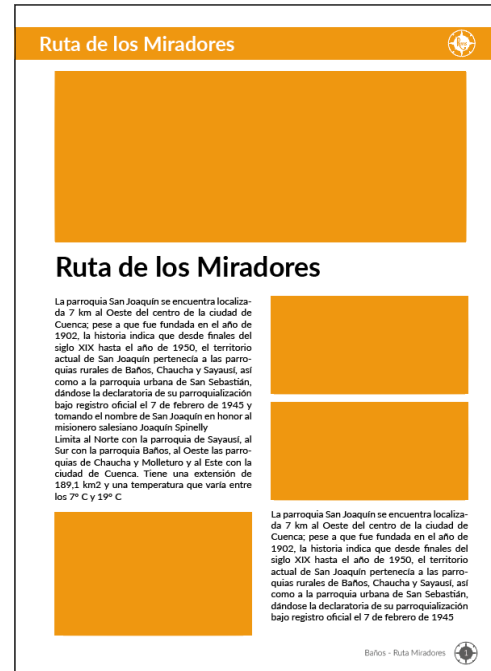 Ruta de los Miradores
Ruta de los Miradores
La parroquia San Joaquín se encuentra localiza-
da 7 km al Oeste del centro de la ciudad de
Cuenca; pese a que fue fundada en el año de
1902, la historia indica que desde finales del
siglo XIX hasta el año de 1950, el territorio
actual de San Joaquín pertenecía a las parro-
quias rurales de Baños, Chaucha y Sayausí, así
como a la parroquia urbana de San Sebastián,
dándose la declaratoria de su parroquialización
bajo registro oficial el 7 de febrero de 1945 y
tomando el nombre de San Joaquín en honor al
misionero salesiano Joaquín Spinelly
Limita al Norte con la parroquia de Sayausí, al
Sur con la parroquia Baños, al Oeste las parro-
quias de Chaucha y Molleturo y al Este con la
ciudad de Cuenca. Tiene una extensión de
189,1 km2 y una temperatura que varía entre
los 7° C y 19° C
La parroquia San Joaquín se encuentra localiza-
da 7 km al Oeste del centro de la ciudad de
Cuenca; pese a que fue fundada en el año de
1902, la historia indica que desde finales del
siglo XIX hasta el año de 1950, el territorio
actual de San Joaquín pertenecía a las parro-
quias rurales de Baños, Chaucha y Sayausí, así
como a la parroquia urbana de San Sebastián,
dándose la declaratoria de su parroquialización
bajo registro oficial el 7 de febrero de 1945
Baños - Ruta Miradores 1